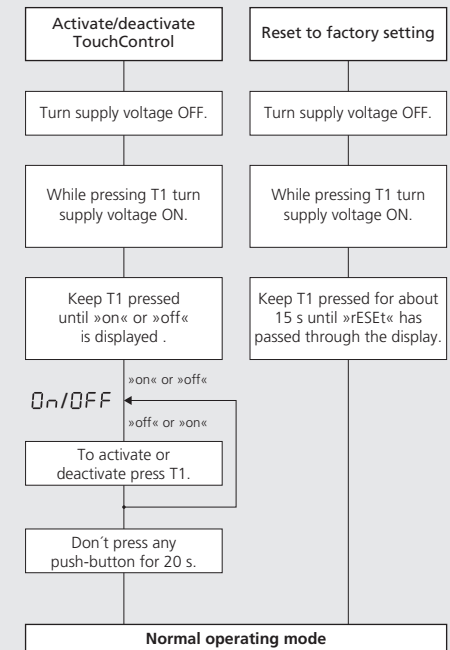 Activate/deactivate
TouchControl
Turn supply voltage OFF.
While pressing T1 turn
supply voltage ON.
Keep T1 pressed
until »on« or »off«
is displayed .
»on« or »off«
On/OFF
»off« or »on«
To activate or
deactivate press T1.
Don´t press any
push-button for 20 s.
Reset to factory setting
Turn supply voltage OFF.
While pressing T1 turn
supply voltage ON.
Keep T1 pressed for about
15 s until »rESEt« has
passed through the display.
Normal operating mode